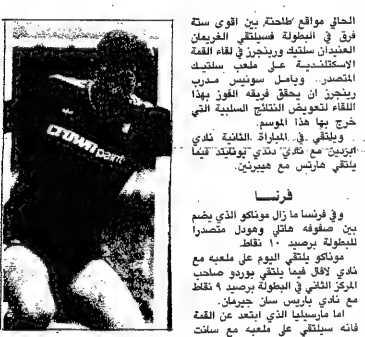 الحالي مواقع طاحنة بين اقوى ستة
فرق في البطولة فسيلتقي الغريمان
العنيدان سلتيك ورينجرز في لقاء القمة
الاسكتلندية على ملعب سلتيك
المتصدر.. ويامل سونيس مدرب
رينجرز ان يحقق فريقه الفوز بهذا
اللقاء لتعويض النتائج السلبية التي
خرج بها هذا الموسم.
ويلتقي في المباراة الثانية نادي
ابردين مع نادي دندي يونايتد فيما
يلتقي هارتس مع هيبرنين.
فرنسا
وفي فرنسا ما زال موناكو الذي يضم
بين صفوفه هاتلي وهودل متصدرا
للبطولة برصيد ١٠ نقاط.
موناكو يلتقي اليوم على ملعبه مع
نادي لافال فيما يلتقي بوردو صاحب
المركز الثاني في البطولة برصيد ٩ نقاط
مع نادي باريس سان جيرمان.
اما مارسيليا الذي ابتعد عن القمة
فانه سيلتقي على ملعبه مع سانت
crown paint